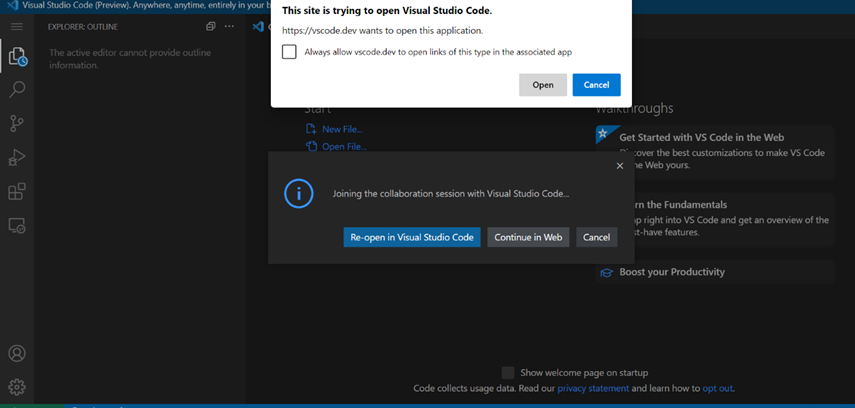 Visual Studio Code (Preview). Anywhere, anytime, entirely in your b
This site is trying to open Visual Studio Code.
https://vscode.dev wants to open this application.
Always allow vscode.dev to open links of this type in the associated app
Open
Cancel
EXPLORER: OUTLINE
The active editor cannot provide outline
information.
Start
New File...
Open File...
Walkthroughs
Get Started with VS Code in the Web
Discover the best customizations to make VS Code
the Web yours.
Joining the collaboration session with Visual Studio Code...
Re-open in Visual Studio Code
Continue in Web
Cancel
rn the Fundamentals
p right into VS Code and get an overview of the
st-have features.
Boost your Productivity
Show welcome page on startup
Code collects usage data. Read our privacy statement and learn how to opt out.